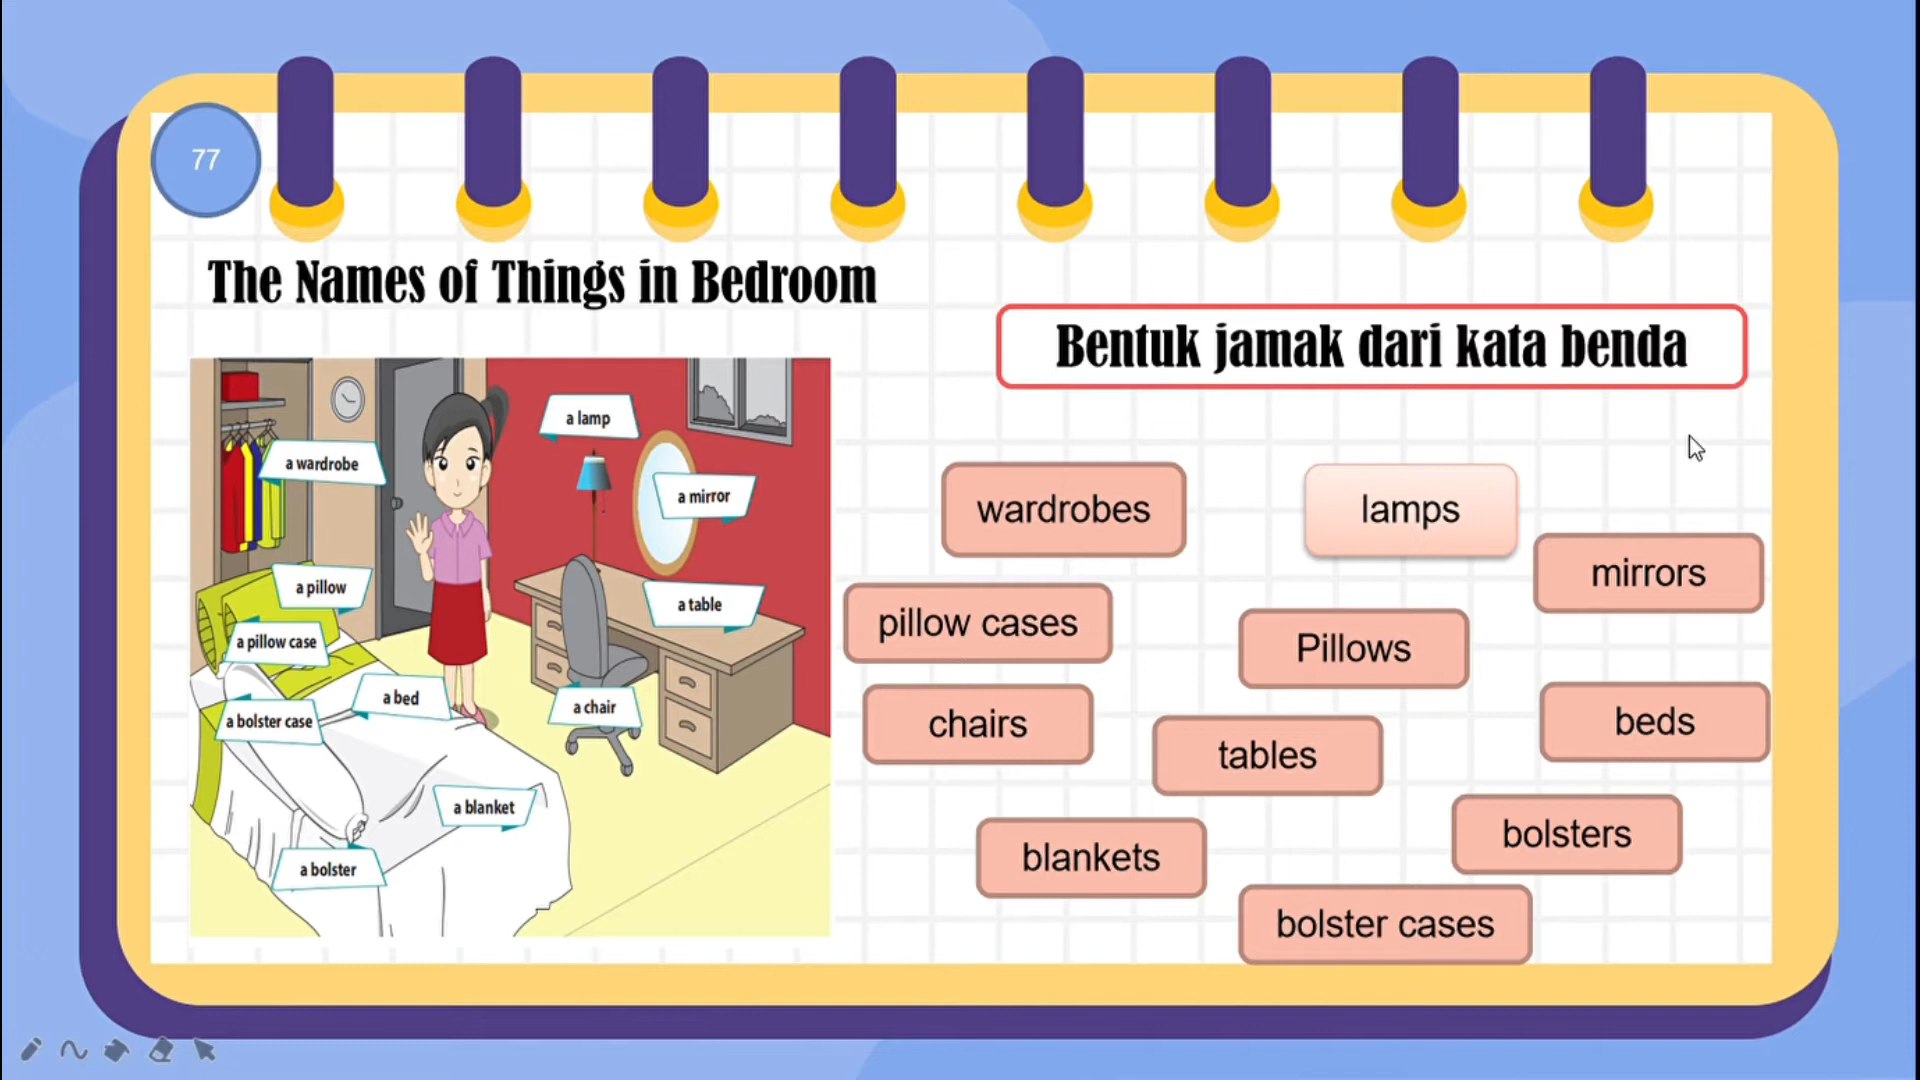 77
The Names of Things in Bedroom
Bentuk jamak dari kata benda
a lamp
a wardrobe
a mirror
a pillow
a table
a pillow case
a bed
a chair
a bolster case
a blanket
a bolster
wardrobes
lamps
mirrors
pillow cases
Pillows
chairs
beds
tables
bolsters
blankets
bolster cases